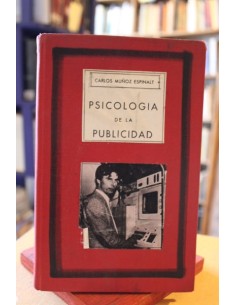 CARLOS MUÑOZ ESPINALT
PSICOLOGIA
DE LA
PUBLICIDAD